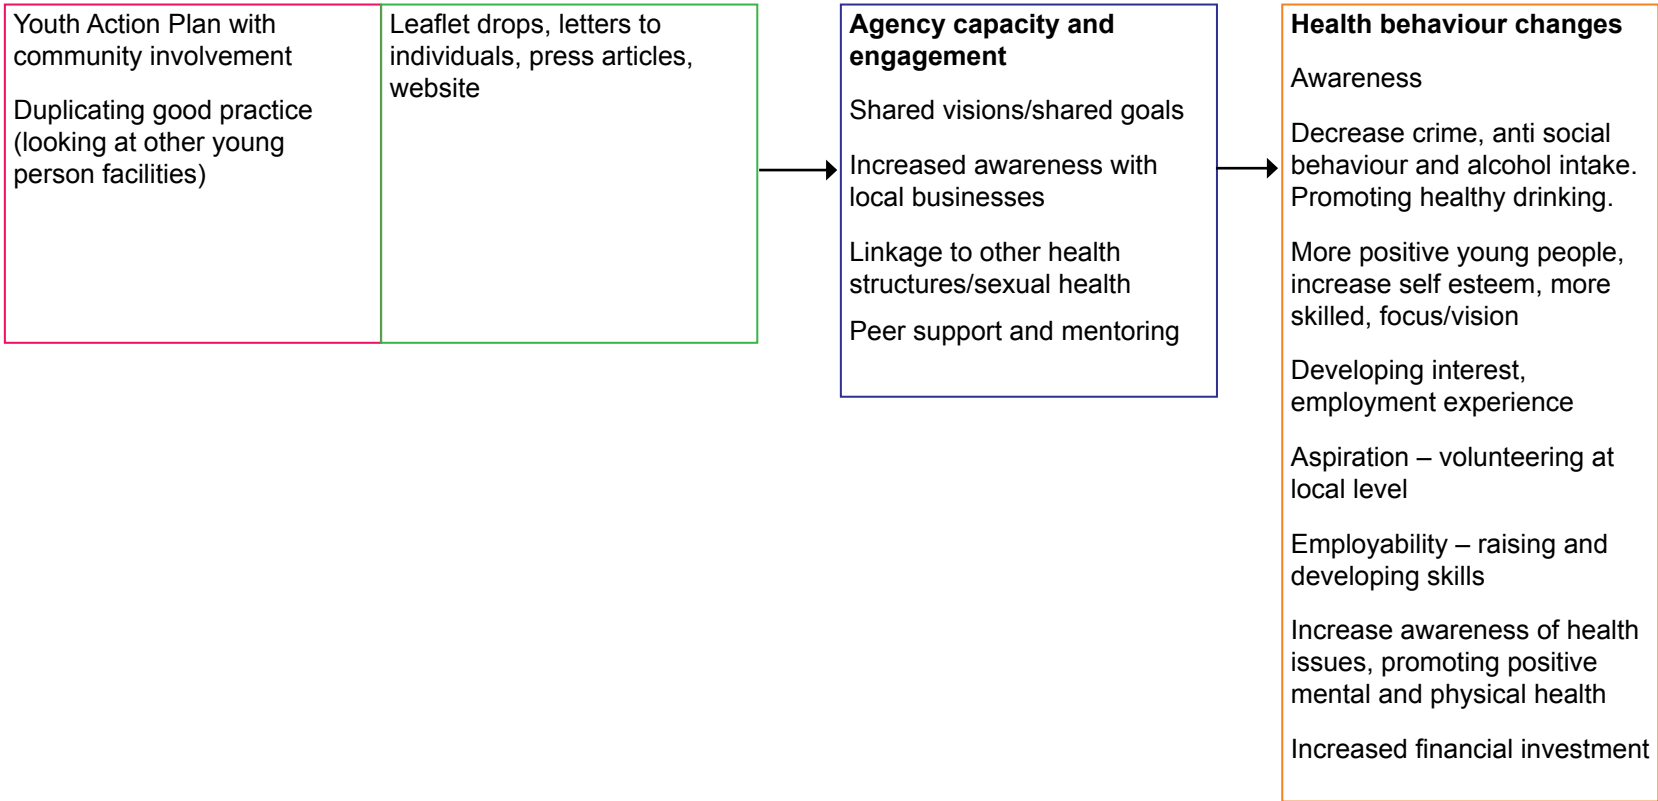 Youth Action Plan with
community involvement
Duplicating good practice
(looking at other young
person facilities)
Leaflet drops, letters to
individuals, press articles,
website
Agency capacity and
engagement
Shared visions/shared goals
Increased awareness with
local businesses
Linkage to other health
structures/sexual health
Peer support and mentoring
Health behaviour changes
Awareness
Decrease crime, anti social
behaviour and alcohol intake.
Promoting healthy drinking.
More positive young people,
increase self esteem, more
skilled, focus/vision
Developing interest,
employment experience
Aspiration – volunteering at
local level
Employability – raising and
developing skills
Increase awareness of health
issues, promoting positive
mental and physical health
Increased financial investment